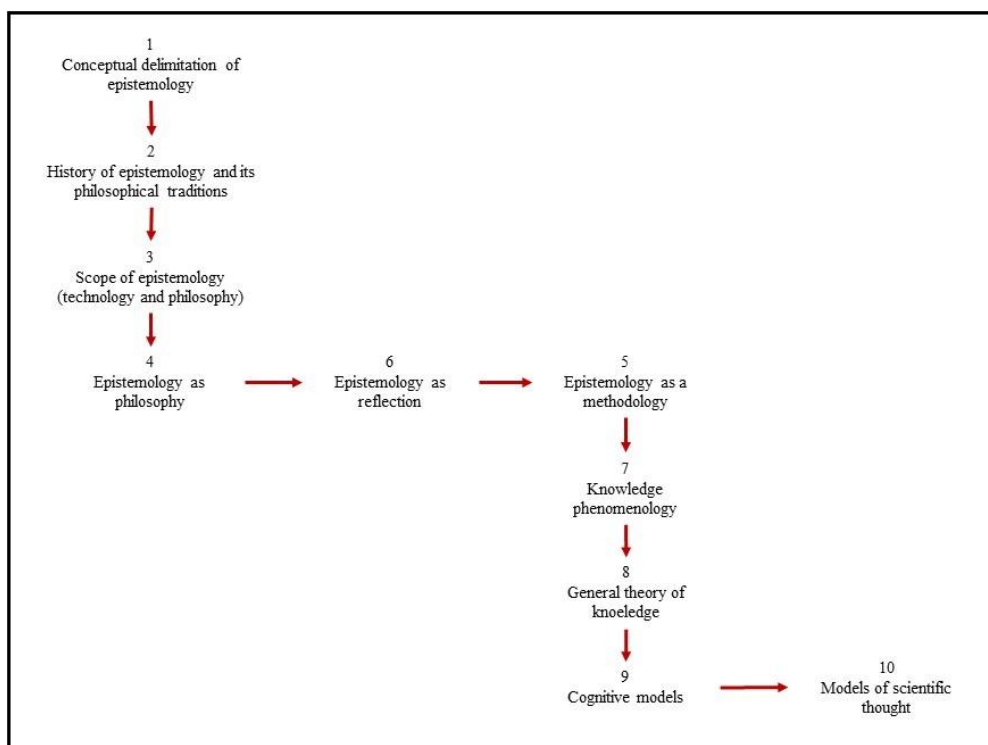 1
Conceptual delimitation of
epistemology
2
History of epistemology and its
philosophical traditions
3
Scope of epistemology
(technology and philosophy)
4
Epistemology as
philosophy
6
Epistemology as
reflection
5
Epistemology as a
methodology
7
Knowledge
phenomenology
8
General theory of
knoeledge
9
Cognitive models
10
Models of scientific
thought